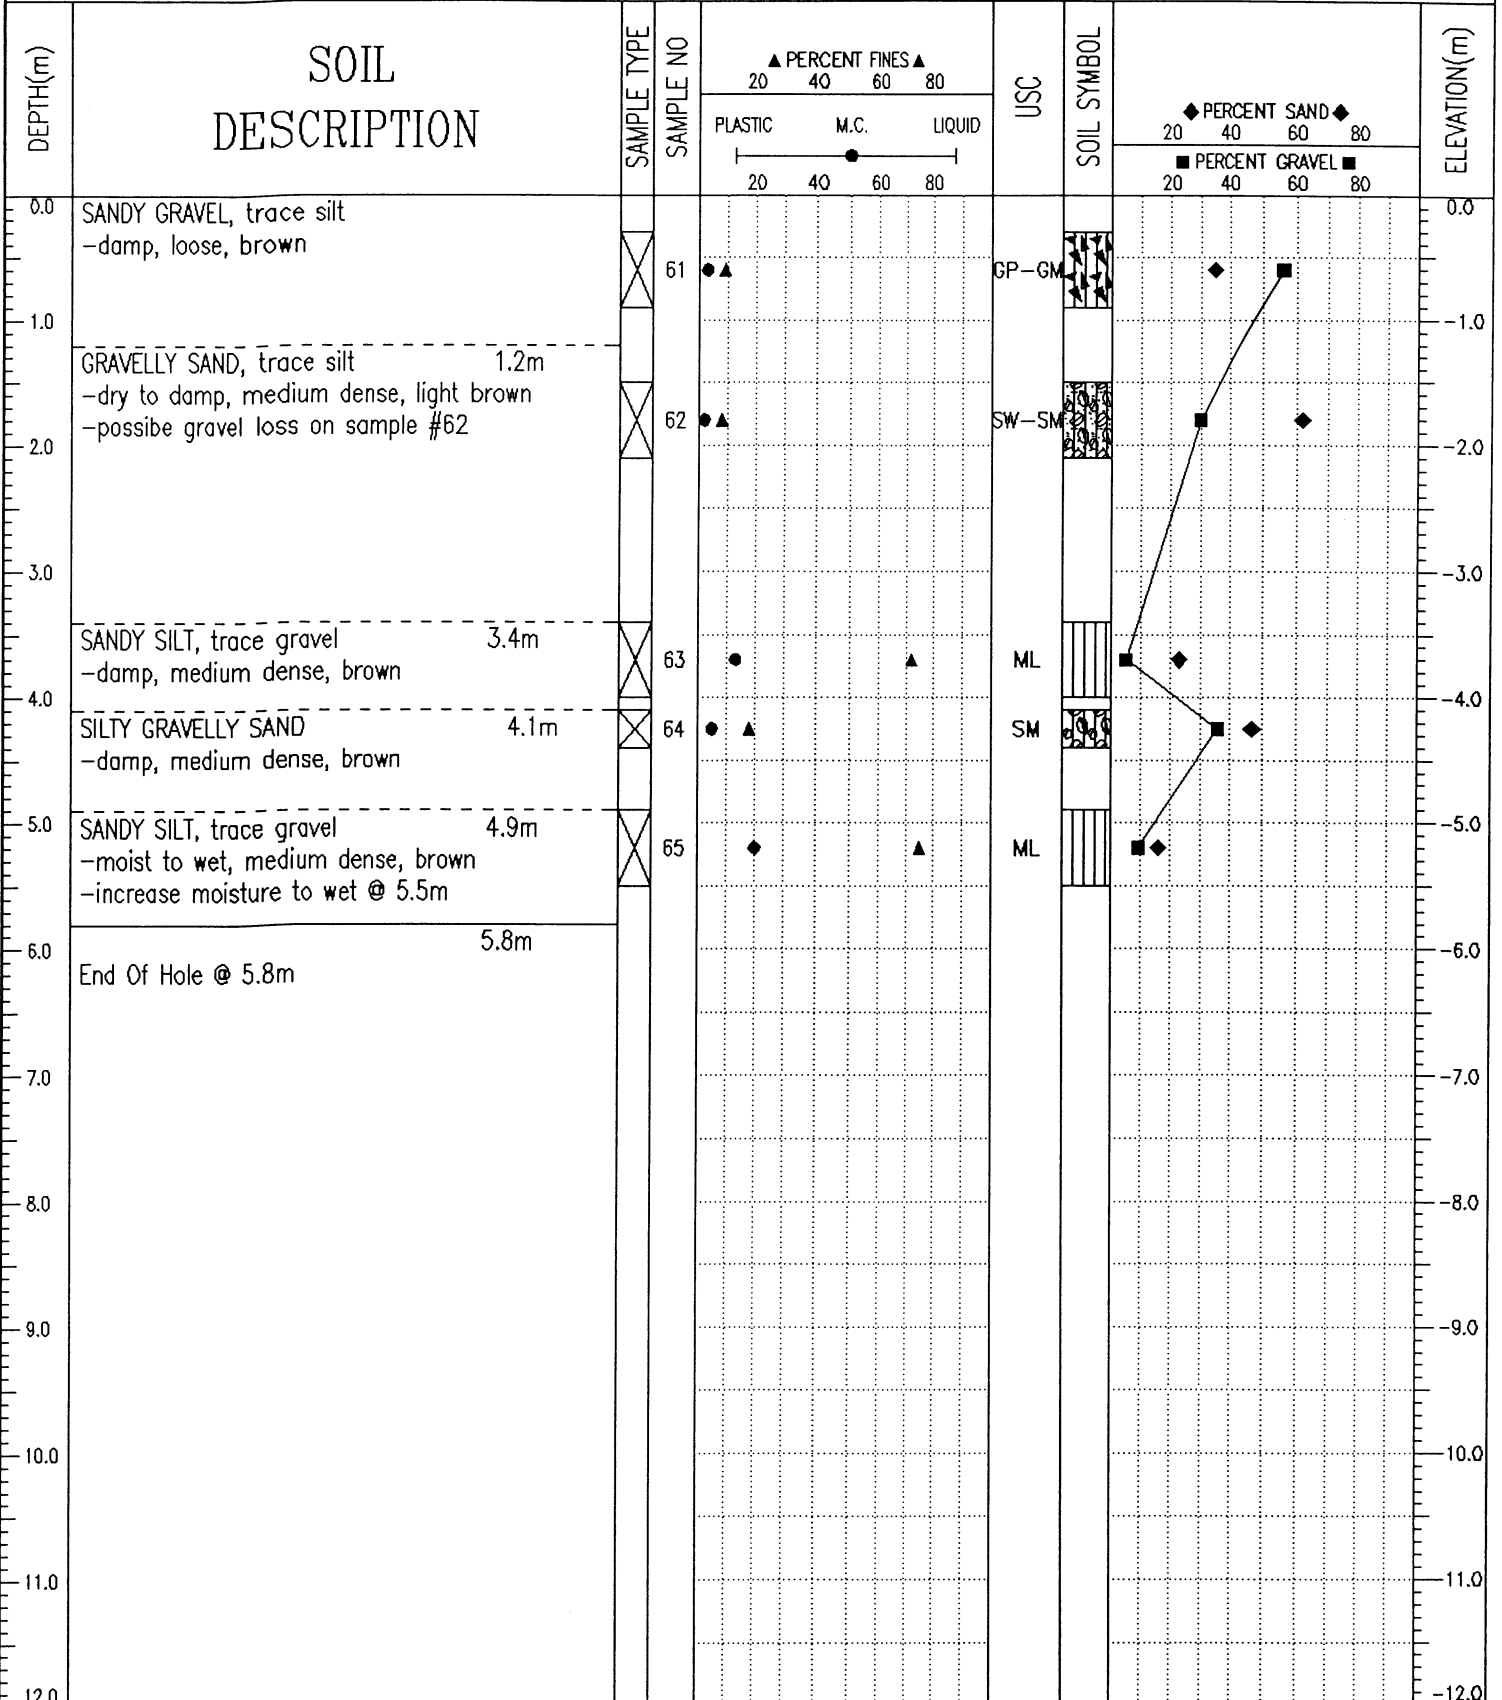 DEPTH(m)
SOIL
DESCRIPTION
SAMPLE TYPE
SAMPLE NO
▲ PERCENT FINES ▲
20 40 60 80
PLASTIC M.C. LIQUID
20 40 60 80
USC
SOIL SYMBOL
◆ PERCENT SAND ◆
20 40 60 80
■ PERCENT GRAVEL ■
20 40 60 80
ELEVATION(m)
0.0
SANDY GRAVEL, trace silt
0.0
-damp, loose, brown
61
GP-GM
1.0
-1.0
GRAVELLY SAND, trace silt 1.2m
-dry to damp, medium dense, light brown
-possibe gravel loss on sample #62
62
SW-SM
2.0
-2.0
3.0
-3.0
SANDY SILT, trace gravel 3.4m
-damp, medium dense, brown
63
ML
4.0
-4.0
SILTY GRAVELLY SAND 4.1m
64
SM
-damp, medium dense, brown
5.0
SANDY SILT, trace gravel 4.9m
-5.0
-moist to wet, medium dense, brown
65
ML
-increase moisture to wet @ 5.5m
5.8m
6.0
-6.0
End Of Hole @ 5.8m
7.0
-7.0
8.0
-8.0
9.0
-9.0
10.0
-10.0
11.0
-11.0
12.0
-12.0